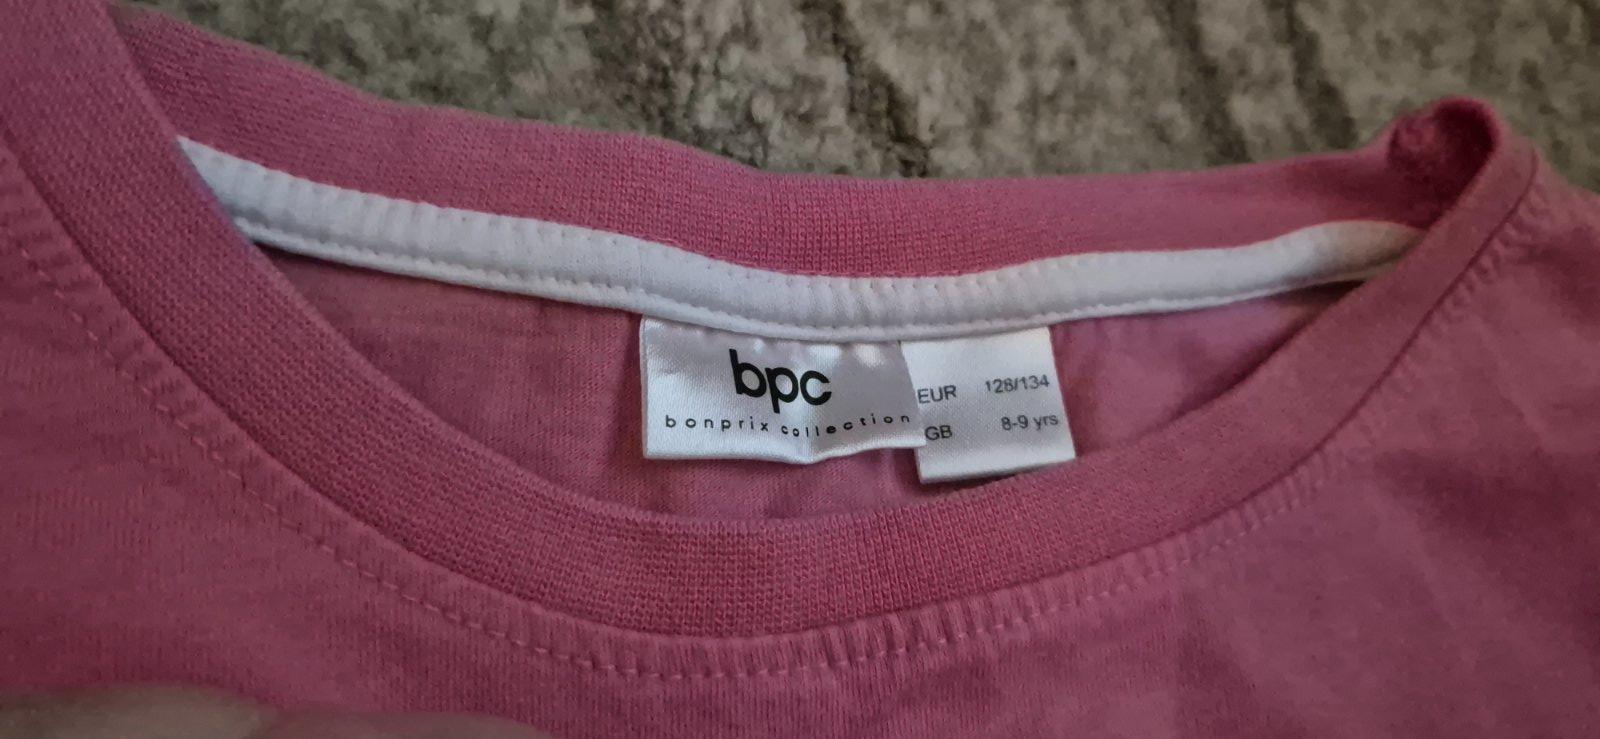 bpc
bonprix collection
EUR 128/134
GB 8-9 yrs